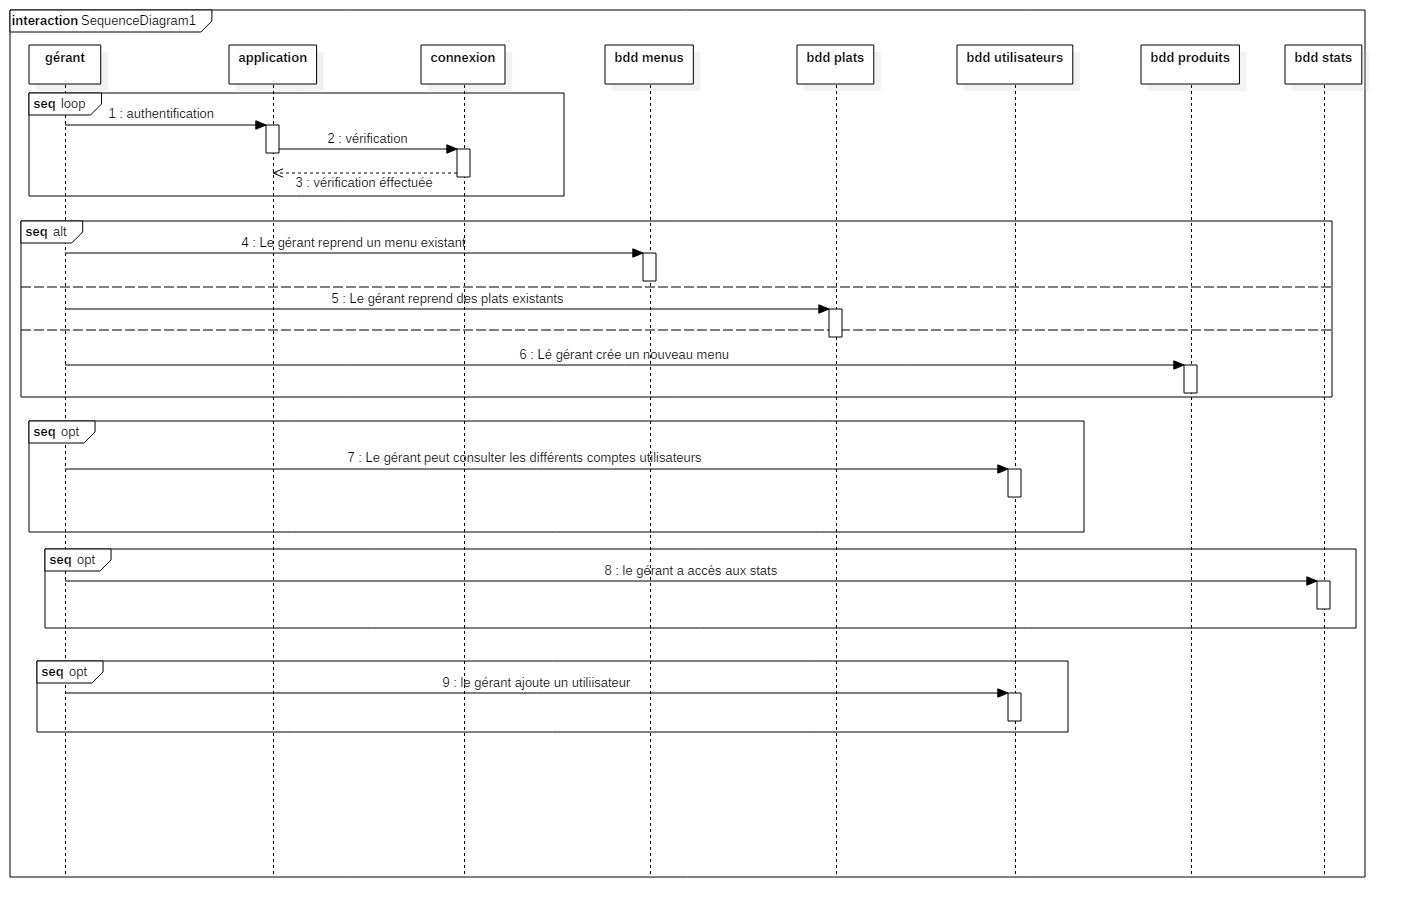 interaction SequenceDiagram1
gérant
application
connexion
bdd menus
bdd plats
bdd utilisateurs
bdd produits
bdd stats
seq loop
1 : authentification
2 : vérification
3 : vérification éffectuée
seq alt
4 : Le gérant reprend un menu existant
5 : Le gérant reprend des plats existants
6 : Lé gérant crée un nouveau menu
seq opt
7 : Le gérant peut consulter les différents comptes utilisateurs
seq opt
8 : le gérant a accès aux stats
seq opt
9 : le gérant ajoute un utiliisateur